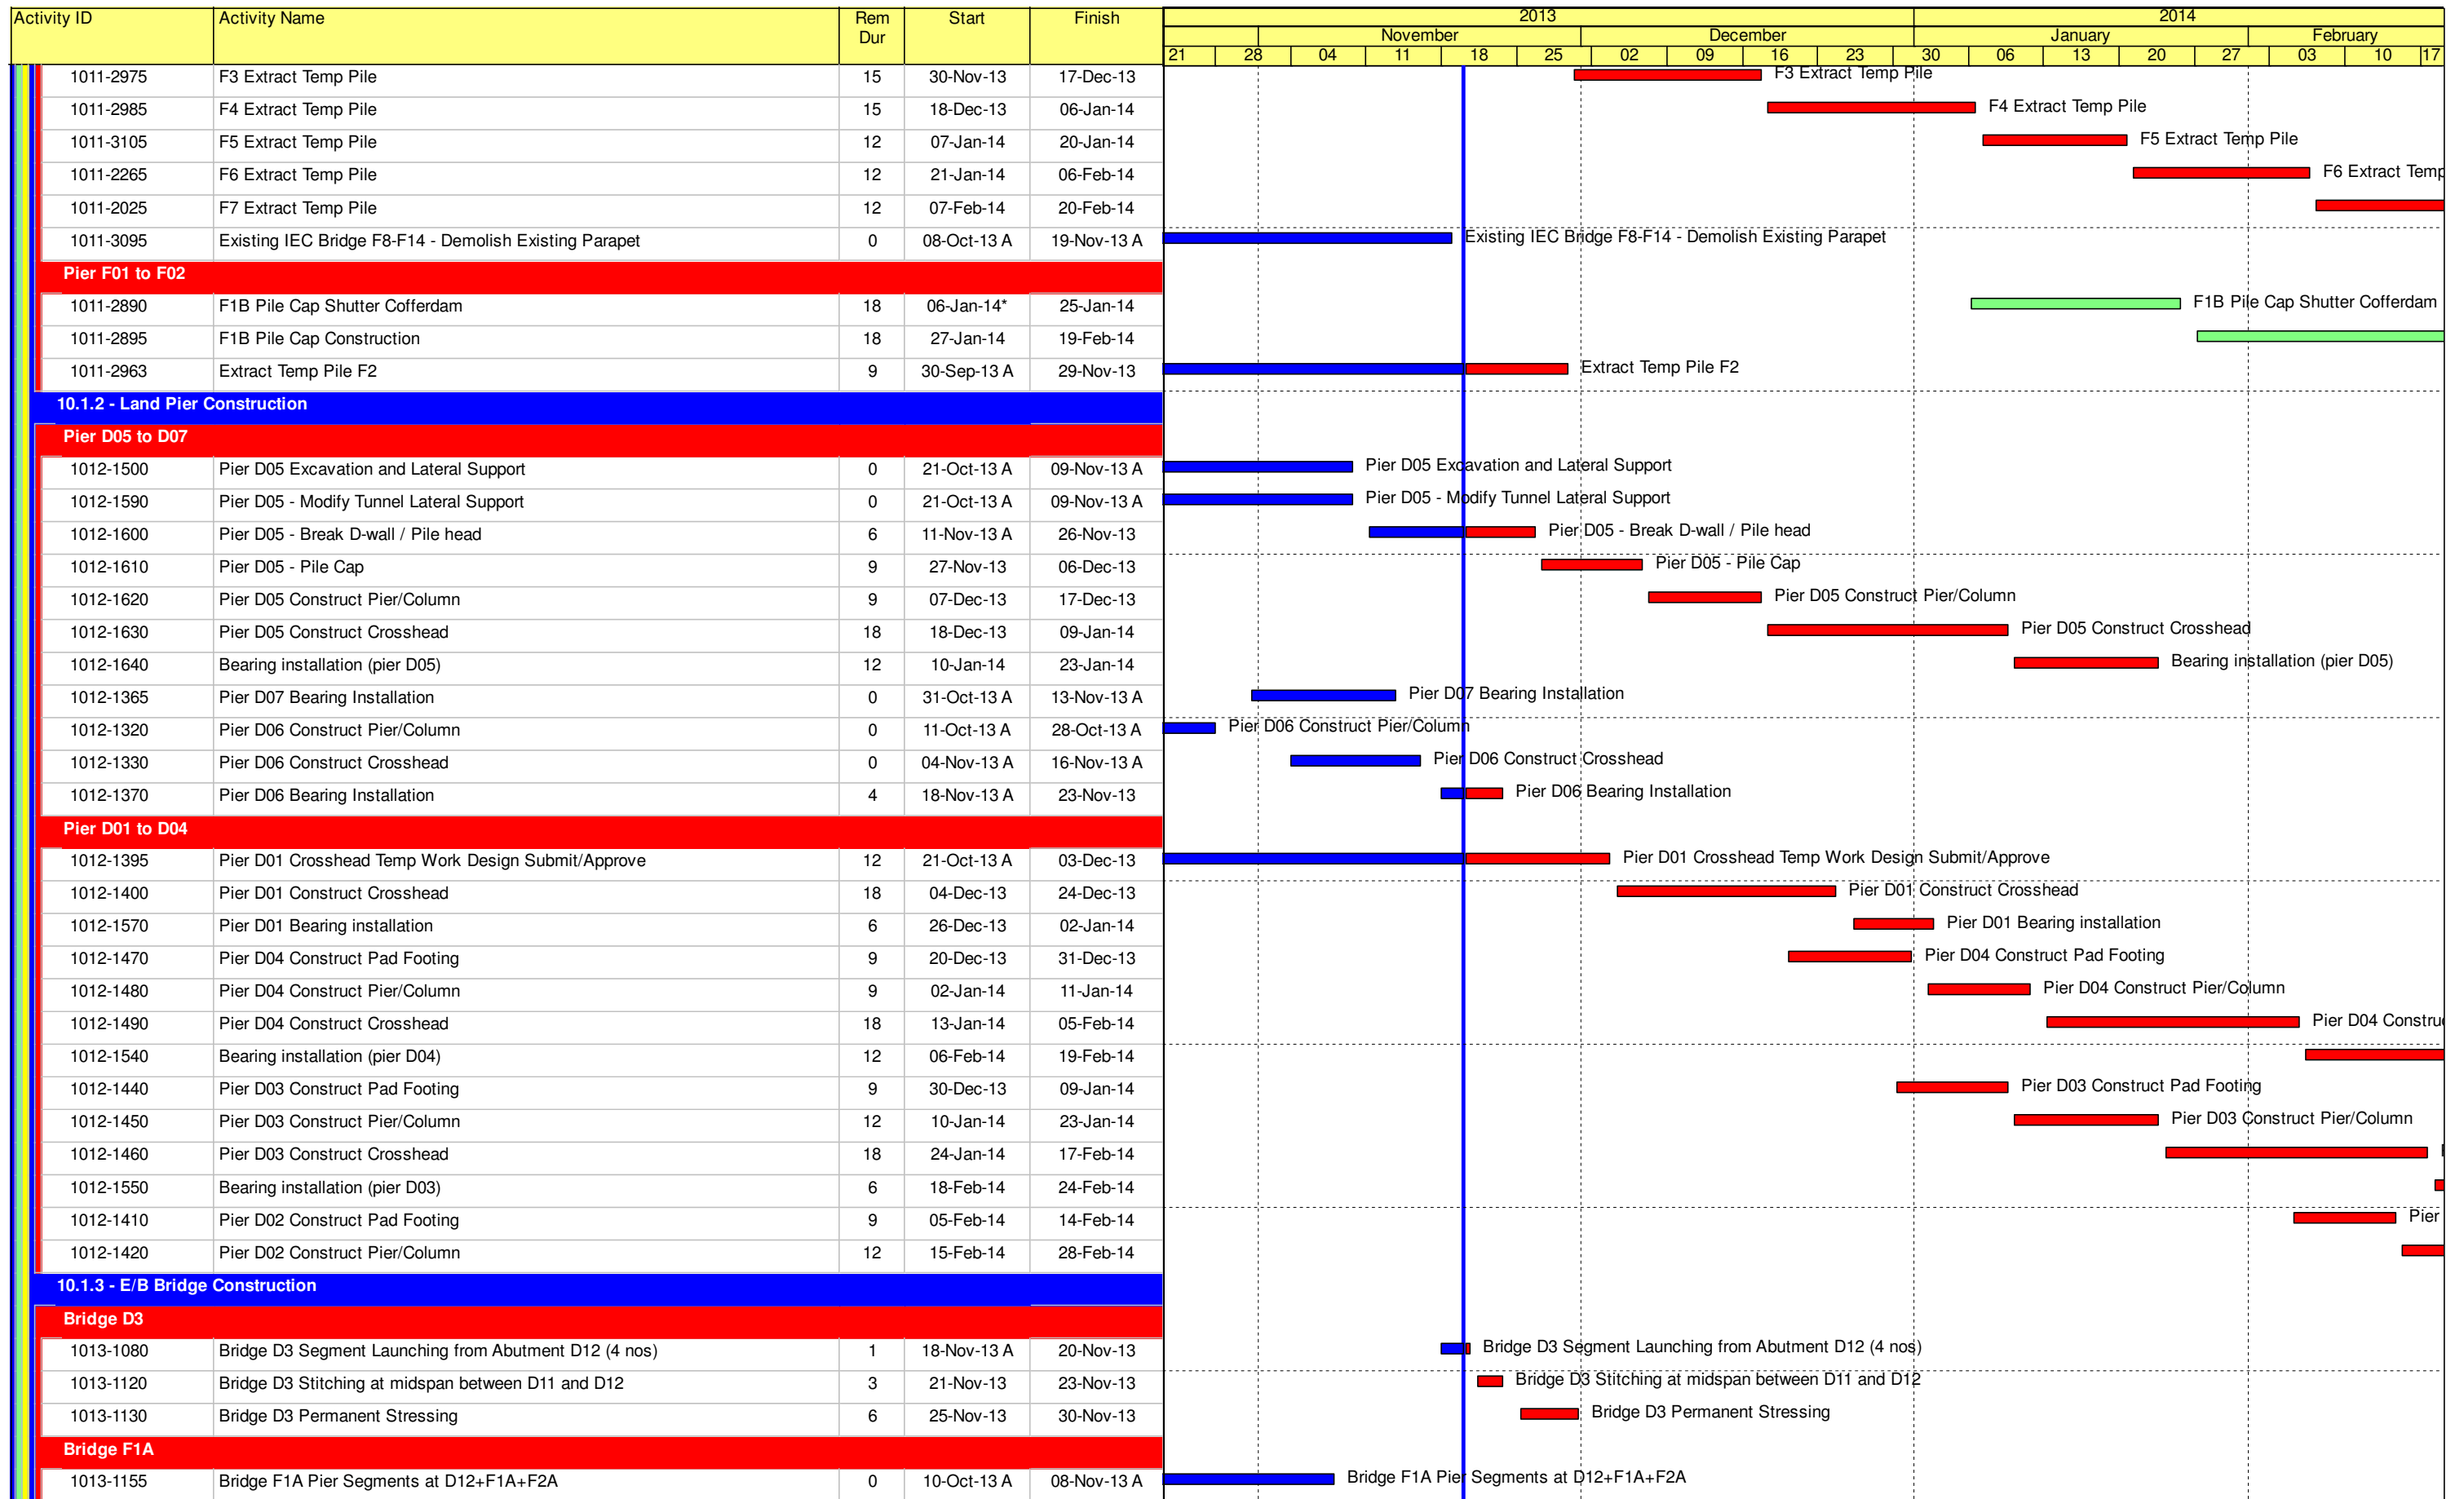 Activity ID Activity Name Rem Dur Start Finish 2013 2014
November December January February
21 28 04 11 18 25 02 09 16 23 30 06 13 20 27 03 10 17
1011-2975 F3 Extract Temp Pile 15 30-Nov-13 17-Dec-13 F3 Extract Temp Pile
1011-2985 F4 Extract Temp Pile 15 18-Dec-13 06-Jan-14 F4 Extract Temp Pile
1011-3105 F5 Extract Temp Pile 12 07-Jan-14 20-Jan-14 F5 Extract Temp Pile
1011-2265 F6 Extract Temp Pile 12 21-Jan-14 06-Feb-14 F6 Extract Temp
1011-2025 F7 Extract Temp Pile 12 07-Feb-14 20-Feb-14
1011-3095 Existing IEC Bridge F8-F14 - Demolish Existing Parapet 0 08-Oct-13 A 19-Nov-13 A Existing IEC Bridge F8-F14 - Demolish Existing Parapet
Pier F01 to F02
1011-2890 F1B Pile Cap Shutter Cofferdam 18 06-Jan-14* 25-Jan-14 F1B Pile Cap Shutter Cofferdam
1011-2895 F1B Pile Cap Construction 18 27-Jan-14 19-Feb-14
1011-2963 Extract Temp Pile F2 9 30-Sep-13 A 29-Nov-13 Extract Temp Pile F2
10.1.2 - Land Pier Construction
Pier D05 to D07
1012-1500 Pier D05 Excavation and Lateral Support 0 21-Oct-13 A 09-Nov-13 A Pier D05 Excavation and Lateral Support
1012-1590 Pier D05 - Modify Tunnel Lateral Support 0 21-Oct-13 A 09-Nov-13 A Pier D05 - Modify Tunnel Lateral Support
1012-1600 Pier D05 - Break D-wall / Pile head 6 11-Nov-13 A 26-Nov-13 Pier D05 - Break D-wall / Pile head
1012-1610 Pier D05 - Pile Cap 9 27-Nov-13 06-Dec-13 Pier D05 - Pile Cap
1012-1620 Pier D05 Construct Pier/Column 9 07-Dec-13 17-Dec-13 Pier D05 Construct Pier/Column
1012-1630 Pier D05 Construct Crosshead 18 18-Dec-13 09-Jan-14 Pier D05 Construct Crosshead
1012-1640 Bearing installation (pier D05) 12 10-Jan-14 23-Jan-14 Bearing installation (pier D05)
1012-1365 Pier D07 Bearing Installation 0 31-Oct-13 A 13-Nov-13 A Pier D07 Bearing Installation
1012-1320 Pier D06 Construct Pier/Column 0 11-Oct-13 A 28-Oct-13 A Pier D06 Construct Pier/Column
1012-1330 Pier D06 Construct Crosshead 0 04-Nov-13 A 16-Nov-13 A Pier D06 Construct Crosshead
1012-1370 Pier D06 Bearing Installation 4 18-Nov-13 A 23-Nov-13 Pier D06 Bearing Installation
Pier D01 to D04
1012-1395 Pier D01 Crosshead Temp Work Design Submit/Approve 12 21-Oct-13 A 03-Dec-13 Pier D01 Crosshead Temp Work Design Submit/Approve
1012-1400 Pier D01 Construct Crosshead 18 04-Dec-13 24-Dec-13 Pier D01 Construct Crosshead
1012-1570 Pier D01 Bearing installation 6 26-Dec-13 02-Jan-14 Pier D01 Bearing installation
1012-1470 Pier D04 Construct Pad Footing 9 20-Dec-13 31-Dec-13 Pier D04 Construct Pad Footing
1012-1480 Pier D04 Construct Pier/Column 9 02-Jan-14 11-Jan-14 Pier D04 Construct Pier/Column
1012-1490 Pier D04 Construct Crosshead 18 13-Jan-14 05-Feb-14 Pier D04 Constru
1012-1540 Bearing installation (pier D04) 12 06-Feb-14 19-Feb-14
1012-1440 Pier D03 Construct Pad Footing 9 30-Dec-13 09-Jan-14 Pier D03 Construct Pad Footing
1012-1450 Pier D03 Construct Pier/Column 12 10-Jan-14 23-Jan-14 Pier D03 Construct Pier/Column
1012-1460 Pier D03 Construct Crosshead 18 24-Jan-14 17-Feb-14
1012-1550 Bearing installation (pier D03) 6 18-Feb-14 24-Feb-14
1012-1410 Pier D02 Construct Pad Footing 9 05-Feb-14 14-Feb-14 Pier
1012-1420 Pier D02 Construct Pier/Column 12 15-Feb-14 28-Feb-14
10.1.3 - E/B Bridge Construction
Bridge D3
1013-1080 Bridge D3 Segment Launching from Abutment D12 (4 nos) 1 18-Nov-13 A 20-Nov-13 Bridge D3 Segment Launching from Abutment D12 (4 nos)
1013-1120 Bridge D3 Stitching at midspan between D11 and D12 3 21-Nov-13 23-Nov-13 Bridge D3 Stitching at midspan between D11 and D12
1013-1130 Bridge D3 Permanent Stressing 6 25-Nov-13 30-Nov-13 Bridge D3 Permanent Stressing
Bridge F1A
1013-1155 Bridge F1A Pier Segments at D12+F1A+F2A 0 10-Oct-13 A 08-Nov-13 A Bridge F1A Pier Segments at D12+F1A+F2A